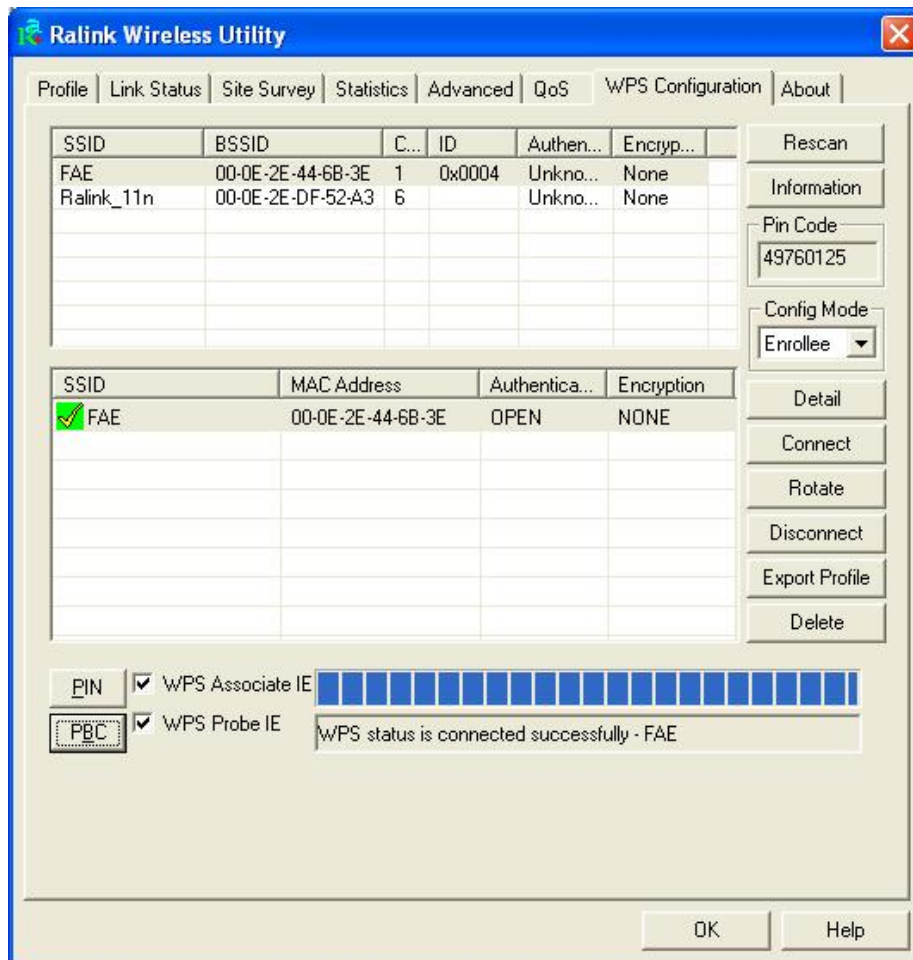 Ralink Wireless Utility
Profile Link Status Site Survey Statistics Advanced QoS WPS Configuration About
SSID BSSID C... ID Authen... Encryp...
FAE 00-0E-2E-44-6B-3E 1 0x0004 Unkno... None
Ralink_11n 00-0E-2E-DF-52-A3 6 Unkno... None
Rescan
Information
Pin Code
49760125
Config Mode
Enrollee
SSID MAC Address Authentica... Encryption
FAE 00-0E-2E-44-6B-3E OPEN NONE
Detail
Connect
Rotate
Disconnect
Export Profile
Delete
PIN WPS Associate IE
PBC WPS Probe IE WPS status is connected successfully - FAE
OK Help